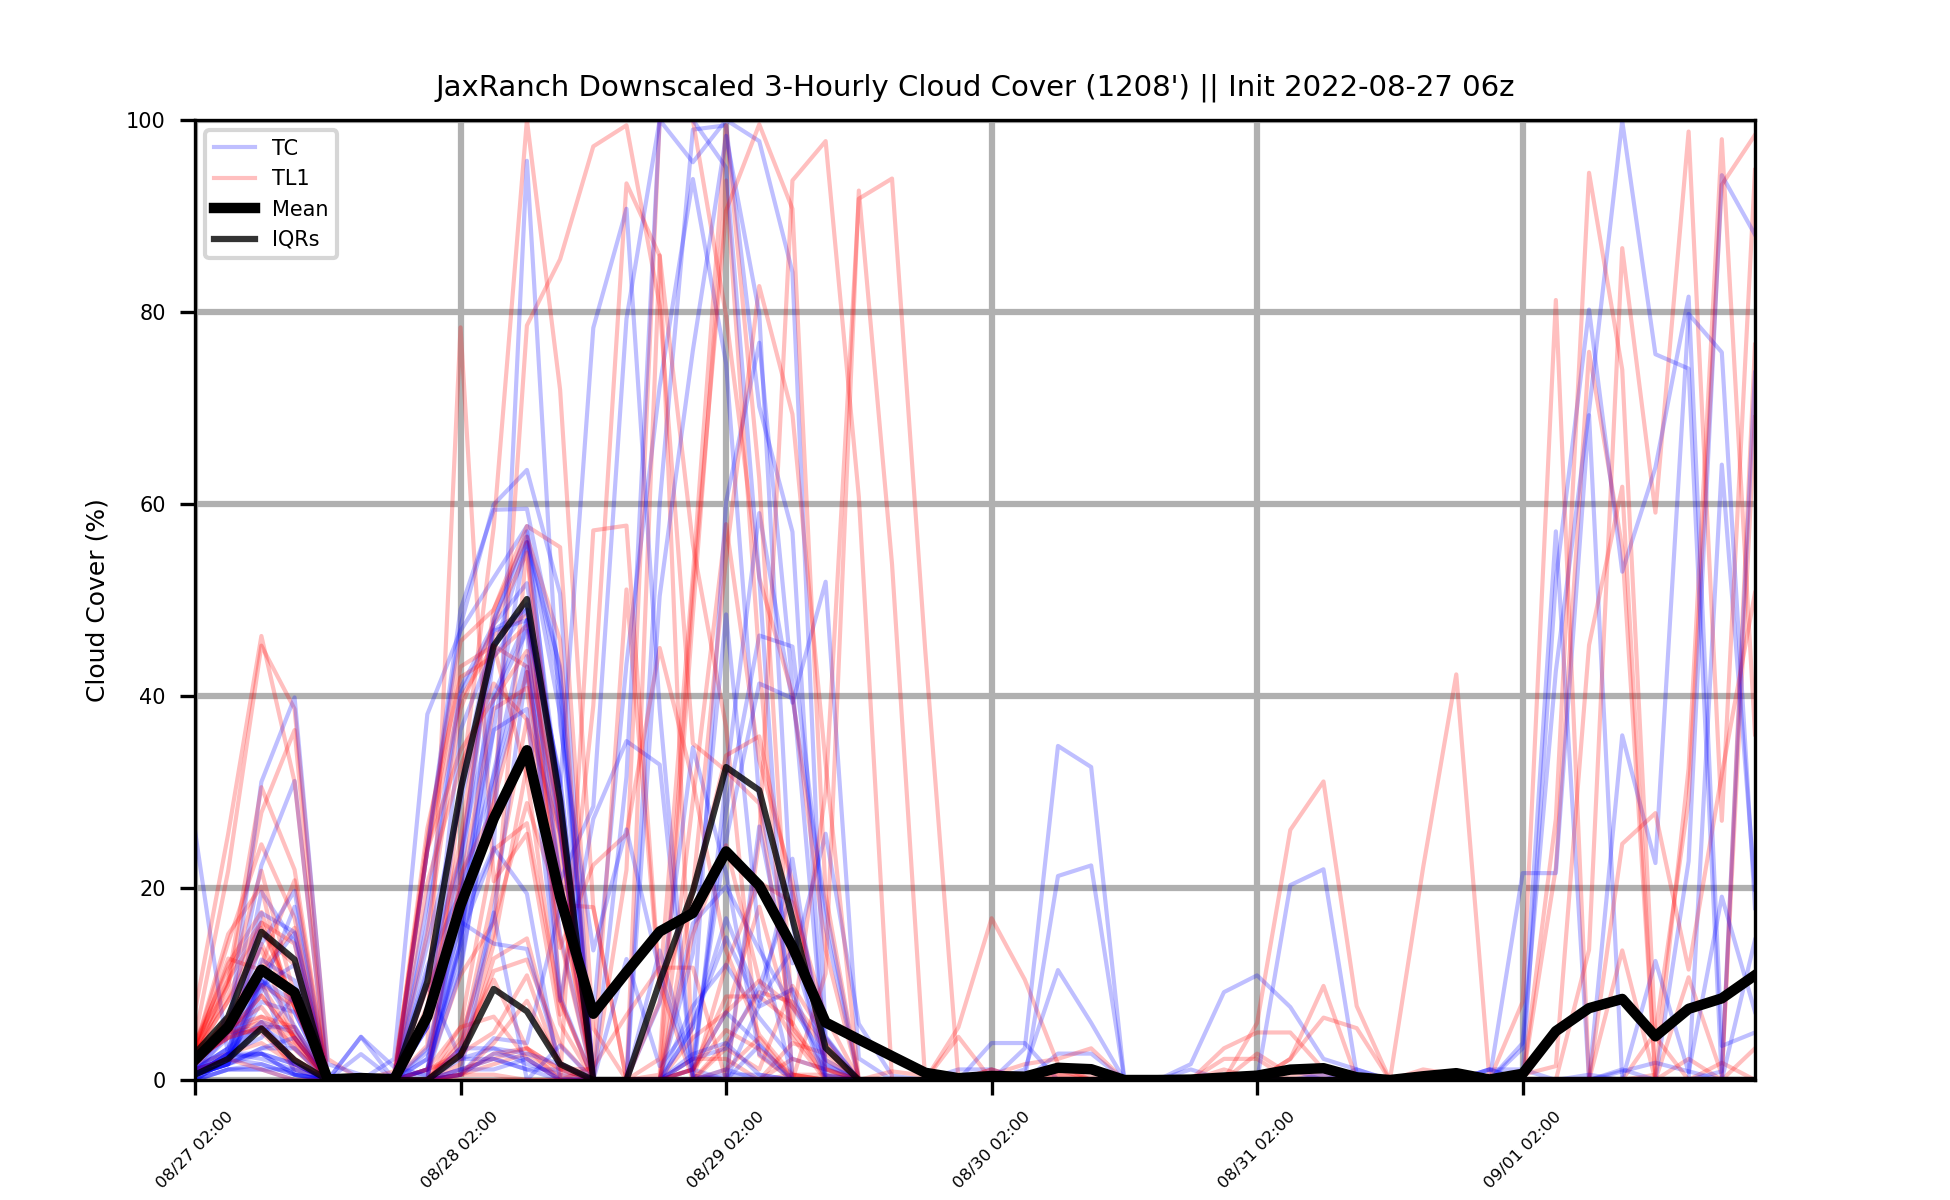 JaxRanch Downscaled 3-Hourly Cloud Cover (1208') || Init 2022-08-27 06z
100
80
60
40
20
0
Cloud Cover (%)
TC
TL1
Mean
IQRs
08/27 02:00
08/28 02:00
08/29 02:00
08/30 02:00
08/31 02:00
09/01 02:00